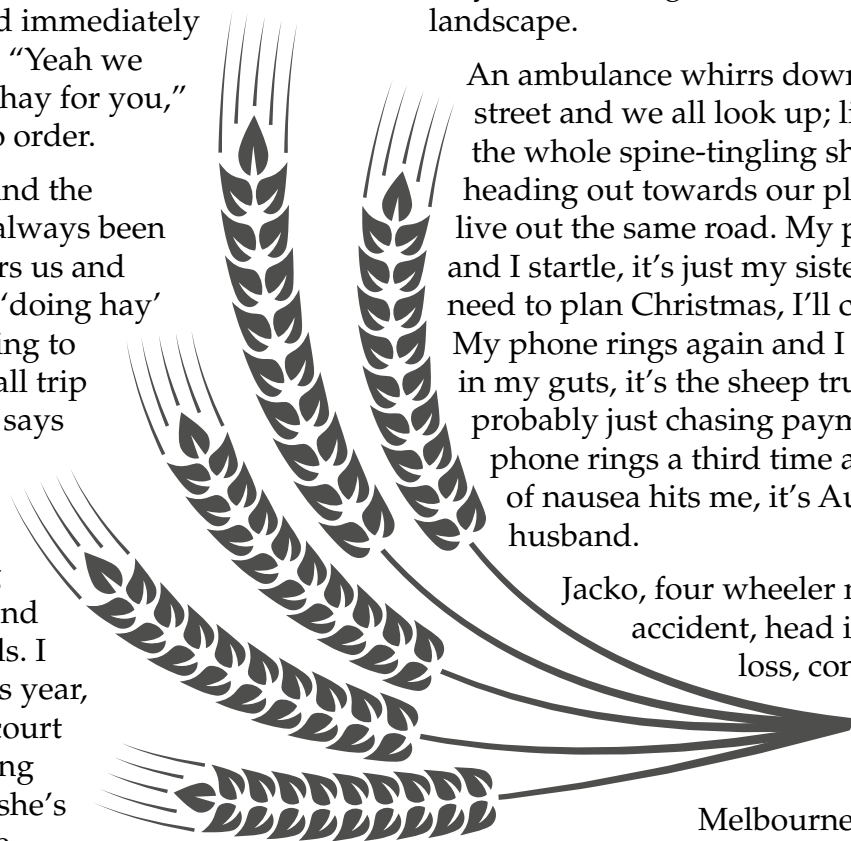 d immediately
“Yeah we
hay for you,”
o order.
nd the
always been
rs us and
‘doing hay’
ing to
all trip
says
nd
ls. I
s year,
court
ng
she’s
landscape.
An ambulance whirrs down
street and we all look up; li
the whole spine-tingling sh
heading out towards our pl
live out the same road. My p
and I startle, it’s just my siste
need to plan Christmas, I’ll c
My phone rings again and I
in my guts, it’s the sheep tru
probably just chasing paym
phone rings a third time a
of nausea hits me, it’s Au
husband.
Jacko, four wheeler
accident, head i
loss, con
Melbourne